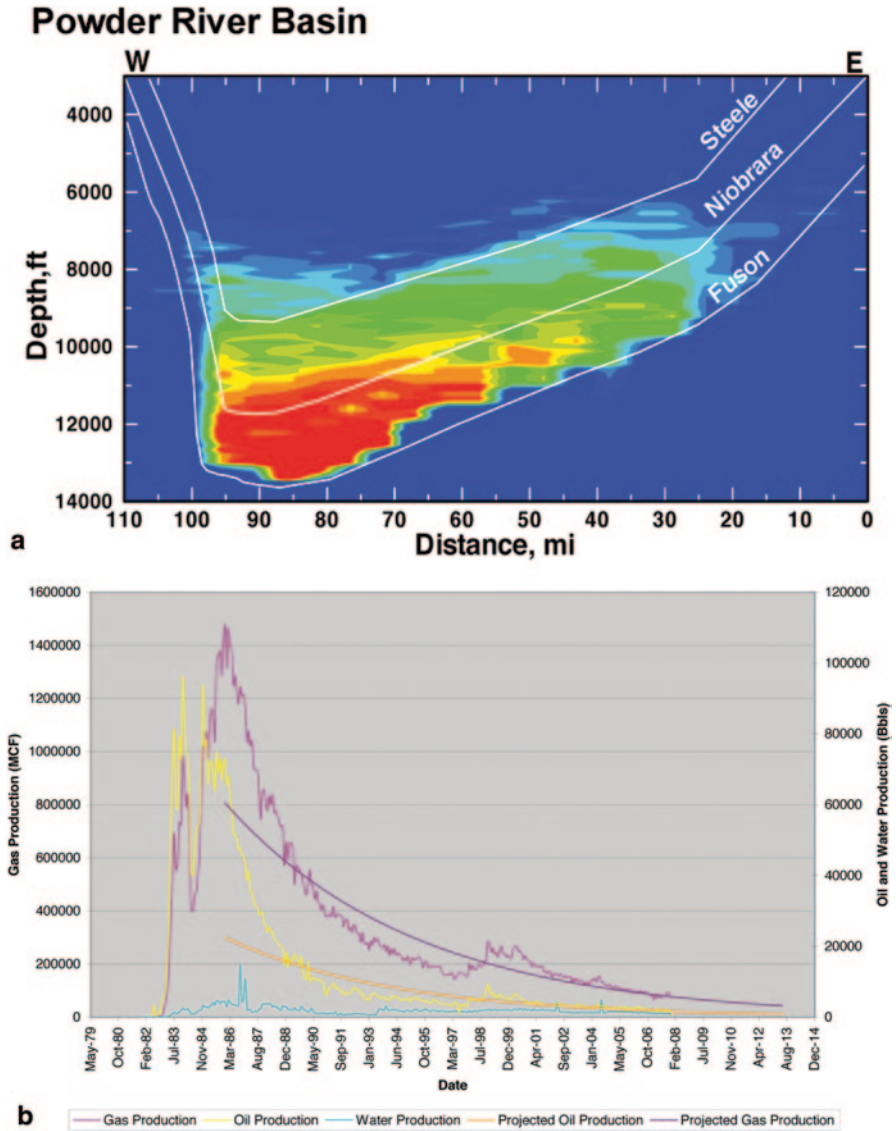 Powder River Basin
W E
4000
6000
8000
10000
12000
14000
Depth,ft
Steele
Niobrara
Fuson
110 100 90 80 70 60 50 40 30 20 10 0
Distance, mi
a
1600000
1400000
1200000
1000000
800000
600000
400000
200000
0
Gas Production (MCF)
120000
100000
80000
60000
40000
20000
0
Oil and Water Production (Bbls)
May-79 Oct-80 Feb-82 Jul-83 Nov-84 Mar-86 Aug-87 Dec-88 May-90 Sep-91 Jan-93 Jun-94 Oct-95 Mar-97 Jul-98 Dec-99 Apr-01 Sep-02 Jan-04 May-05 Oct-06 Feb-08 Jul-09 Nov-10 Apr-12 Aug-13 Dec-14
Date
b
Gas Production Oil Production Water Production Projected Oil Production Projected Gas Production